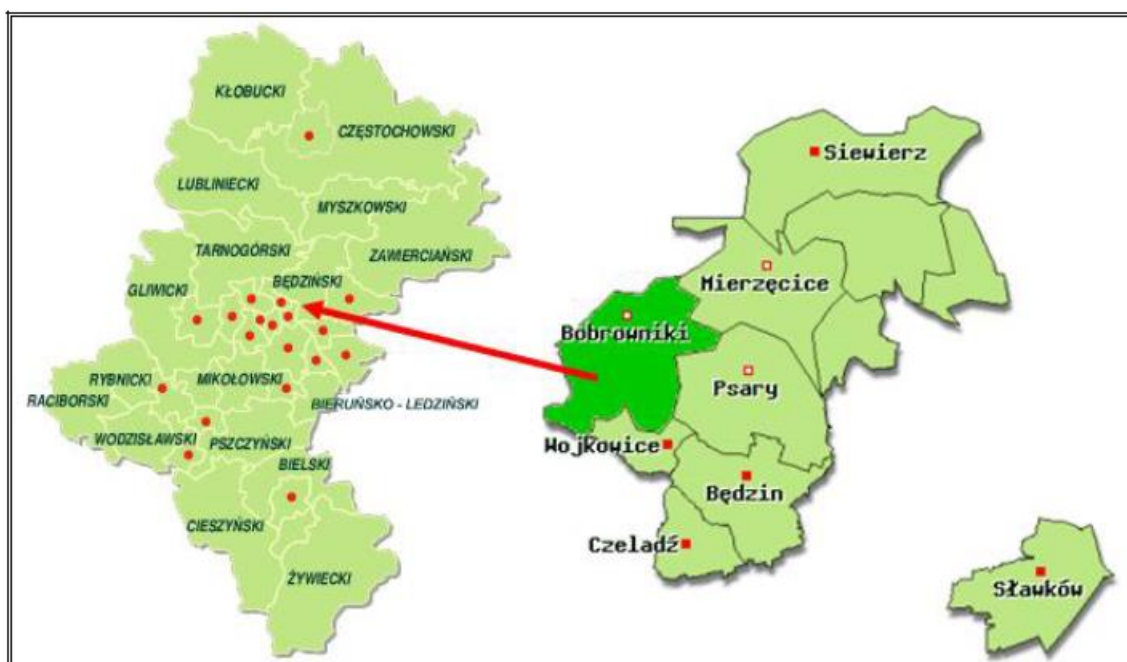 KŁOBUCKI
CZĘSTOCHOWSKI
LUBLINIECKI
MYSZKOWSKI
TARNOGÓRSKI
ZAWIERCIAŃSKI
BĘDZIŃSKI
GLIWICKI
RYBNICKI
MIKOŁOWSKI
RACIBORSKI
BIERUŃSKO - LEDZIŃSKI
WODZISŁAWSKI
PSZCZYŃSKI
BIELSKI
CIESZYŃSKI
ŻYWIECKI
Siewierz
Mierzęcice
Bobrowniki
Psary
Wojkowice
Będzin
Czeladź
Sławków